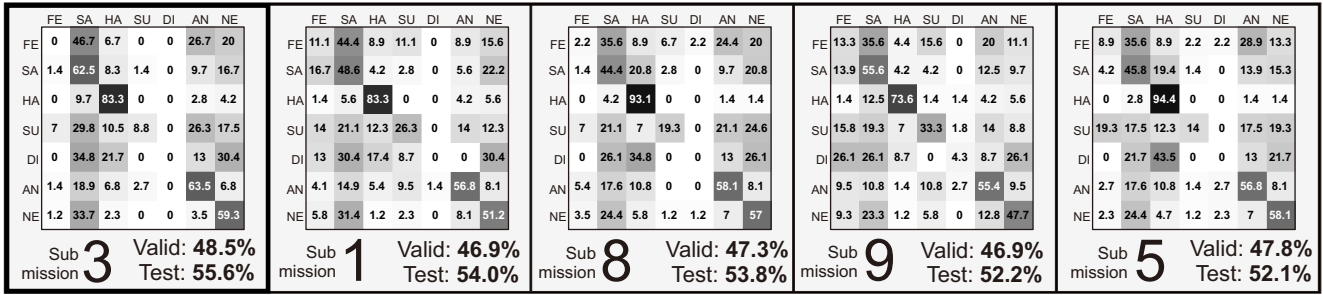 FE SA HA SU DI AN NE
FE 0 46.7 6.7 0 0 26.7 20
SA 1.4 62.5 8.3 1.4 0 9.7 16.7
HA 0 9.7 83.3 0 0 2.8 4.2
SU 7 29.8 10.5 8.8 0 26.3 17.5
DI 0 34.8 21.7 0 0 13 30.4
AN 1.4 18.9 6.8 2.7 0 63.5 6.8
NE 1.2 33.7 2.3 0 0 3.5 59.3
Sub mission 3
Valid: 48.5%
Test: 55.6%
FE SA HA SU DI AN NE
FE 11.1 44.4 8.9 11.1 0 8.9 15.6
SA 16.7 48.6 4.2 2.8 0 5.6 22.2
HA 1.4 5.6 83.3 0 0 4.2 5.6
SU 14 21.1 12.3 26.3 0 14 12.3
DI 13 30.4 17.4 8.7 0 0 30.4
AN 4.1 14.9 5.4 9.5 1.4 56.8 8.1
NE 5.8 31.4 1.2 2.3 0 8.1 51.2
Sub mission 1
Valid: 46.9%
Test: 54.0%
FE SA HA SU DI AN NE
FE 2.2 35.6 8.9 6.7 2.2 24.4 20
SA 1.4 44.4 20.8 2.8 0 9.7 20.8
HA 0 4.2 93.1 0 0 1.4 1.4
SU 7 21.1 7 19.3 0 21.1 24.6
DI 0 26.1 34.8 0 0 13 26.1
AN 5.4 17.6 10.8 0 0 58.1 8.1
NE 3.5 24.4 5.8 1.2 1.2 7 57
Sub mission 8
Valid: 47.3%
Test: 53.8%
FE SA HA SU DI AN NE
FE 13.3 35.6 4.4 15.6 0 20 11.1
SA 13.9 55.6 4.2 4.2 0 12.5 9.7
HA 1.4 12.5 73.6 1.4 1.4 4.2 5.6
SU 15.8 19.3 7 33.3 1.8 14 8.8
DI 26.1 26.1 8.7 0 4.3 8.7 26.1
AN 9.5 10.8 1.4 10.8 2.7 55.4 9.5
NE 9.3 23.3 1.2 5.8 0 12.8 47.7
Sub mission 9
Valid: 46.9%
Test: 52.2%
FE SA HA SU DI AN NE
FE 8.9 35.6 8.9 2.2 2.2 28.9 13.3
SA 4.2 45.8 19.4 1.4 0 13.9 15.3
HA 0 2.8 94.4 0 0 1.4 1.4
SU 19.3 17.5 12.3 14 0 17.5 19.3
DI 0 21.7 43.5 0 0 13 21.7
AN 2.7 17.6 10.8 1.4 2.7 56.8 8.1
NE 2.3 24.4 4.7 1.2 2.3 7 58.1
Sub mission 5
Valid: 47.8%
Test: 52.1%